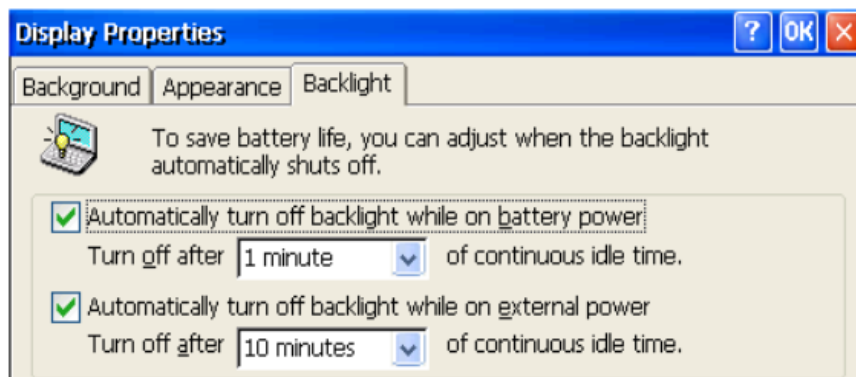 Display Properties ? OK ×
Background Appearance Backlight
To save battery life, you can adjust when the backlight
automatically shuts off.
Automatically turn off backlight while on battery power
Turn off after 1 minute of continuous idle time.
Automatically turn off backlight while on external power
Turn off after 10 minutes of continuous idle time.